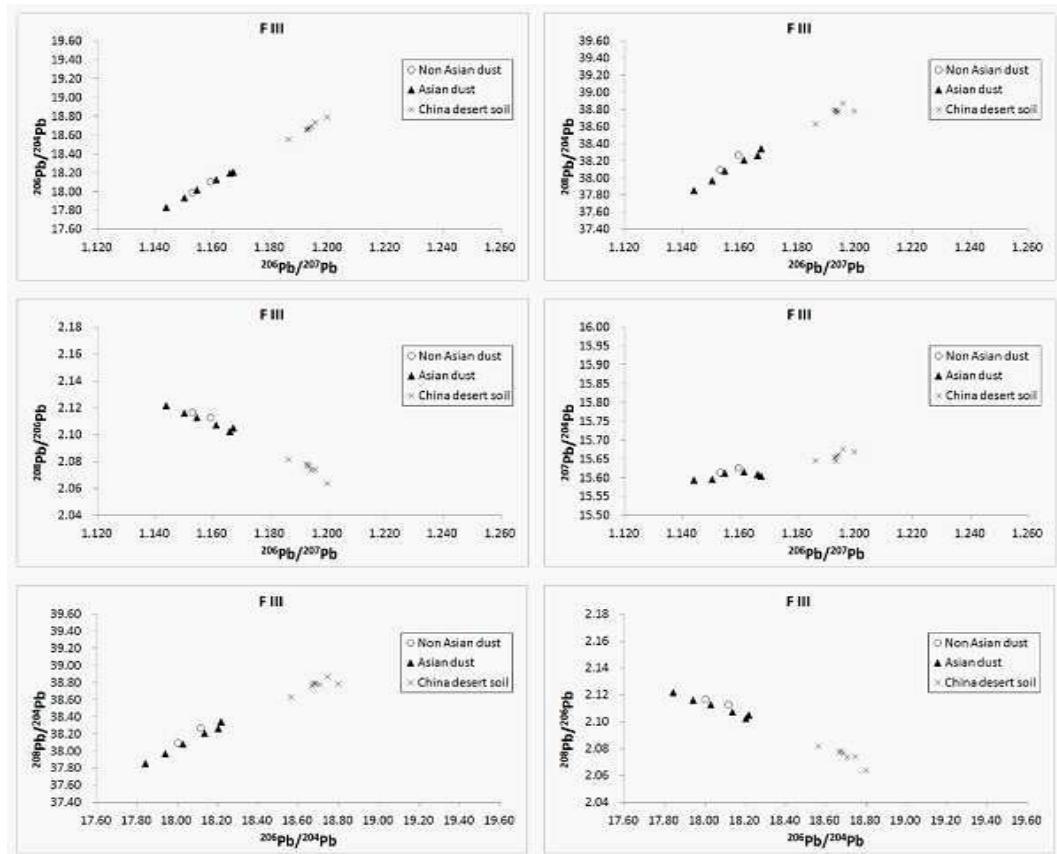 F III
19.60
19.40
19.20
19.00
18.80
18.60
18.40
18.20
18.00
17.80
17.60
²⁰⁶Pb/²⁰⁴Pb
Non Asian dust
Asian dust
China desert soil
1.120 1.140 1.160 1.180 1.200 1.220 1.240 1.260
²⁰⁶Pb/²⁰⁷Pb
F III
39.60
39.40
39.20
39.00
38.80
38.60
38.40
38.20
38.00
37.80
37.60
37.40
²⁰⁸Pb/²⁰⁴Pb
Non Asian dust
Asian dust
China desert soil
1.120 1.140 1.160 1.180 1.200 1.220 1.240 1.260
²⁰⁶Pb/²⁰⁷Pb
F III
2.18
2.16
2.14
2.12
2.10
2.08
2.06
2.04
²⁰⁸Pb/²⁰⁶Pb
Non Asian dust
Asian dust
China desert soil
1.120 1.140 1.160 1.180 1.200 1.220 1.240 1.260
²⁰⁶Pb/²⁰⁷Pb
F III
16.00
15.95
15.90
15.85
15.80
15.75
15.70
15.65
15.60
15.55
15.50
²⁰⁷Pb/²⁰⁴Pb
Non Asian dust
Asian dust
China desert soil
1.120 1.140 1.160 1.180 1.200 1.220 1.240 1.260
²⁰⁶Pb/²⁰⁷Pb
F III
39.60
39.40
39.20
39.00
38.80
38.60
38.40
38.20
38.00
37.80
37.60
37.40
²⁰⁸Pb/²⁰⁴Pb
Non Asian dust
Asian dust
China desert soil
17.60 17.80 18.00 18.20 18.40 18.60 18.80 19.00 19.20 19.40 19.60
²⁰⁶Pb/²⁰⁴Pb
F III
2.18
2.16
2.14
2.12
2.10
2.08
2.06
2.04
²⁰⁸Pb/²⁰⁶Pb
Non Asian dust
Asian dust
China desert soil
17.60 17.80 18.00 18.20 18.40 18.60 18.80 19.00 19.20 19.40 19.60
²⁰⁶Pb/²⁰⁴Pb